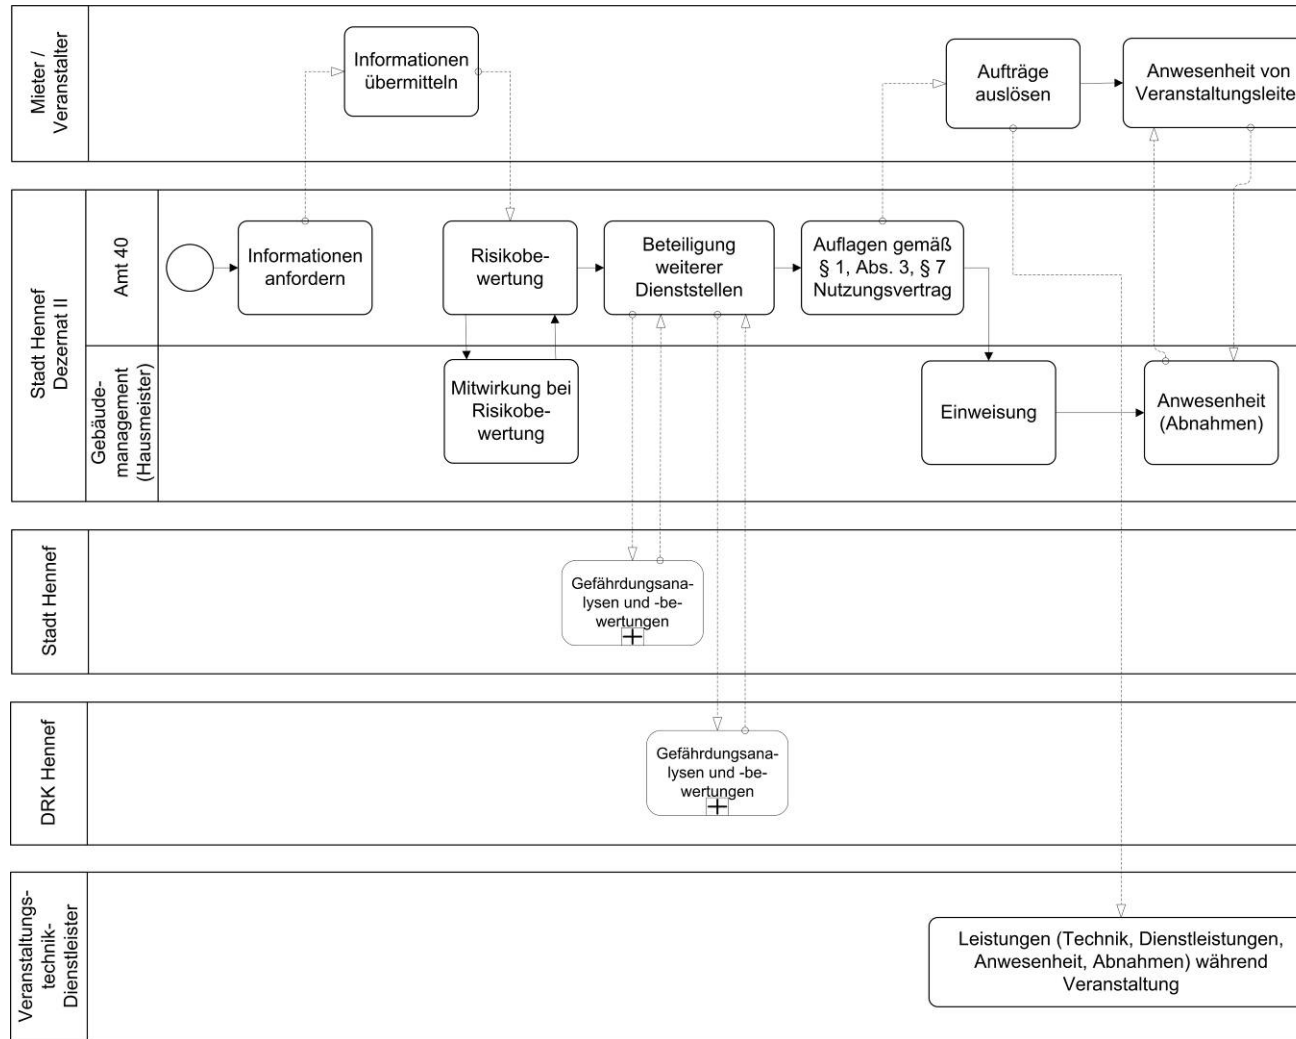 Mieter /
Veranstalter
Informationen
übermitteln
Aufträge
auslösen
Anwesenheit von
Veranstaltungsleite
Stadt Hennef
Dezernat II
Amt 40
Informationen
anfordern
Risikobe-
wertung
Beteiligung
weiterer
Dienststellen
Auflagen gemäß
§ 1, Abs. 3, § 7
Nutzungsvertrag
Gebäude-
management
(Hausmeister)
Mitwirkung bei
Risikobe-
wertung
Einweisung
Anwesenheit
(Abnahmen)
Stadt Hennef
Gefährdungsana-
lysen und -be-
wertungen
DRK Hennef
Gefährdungsana-
lysen und -be-
wertungen
Veranstaltungs-
technik-
Dienstleister
Leistungen (Technik, Dienstleistungen,
Anwesenheit, Abnahmen) während
Veranstaltung